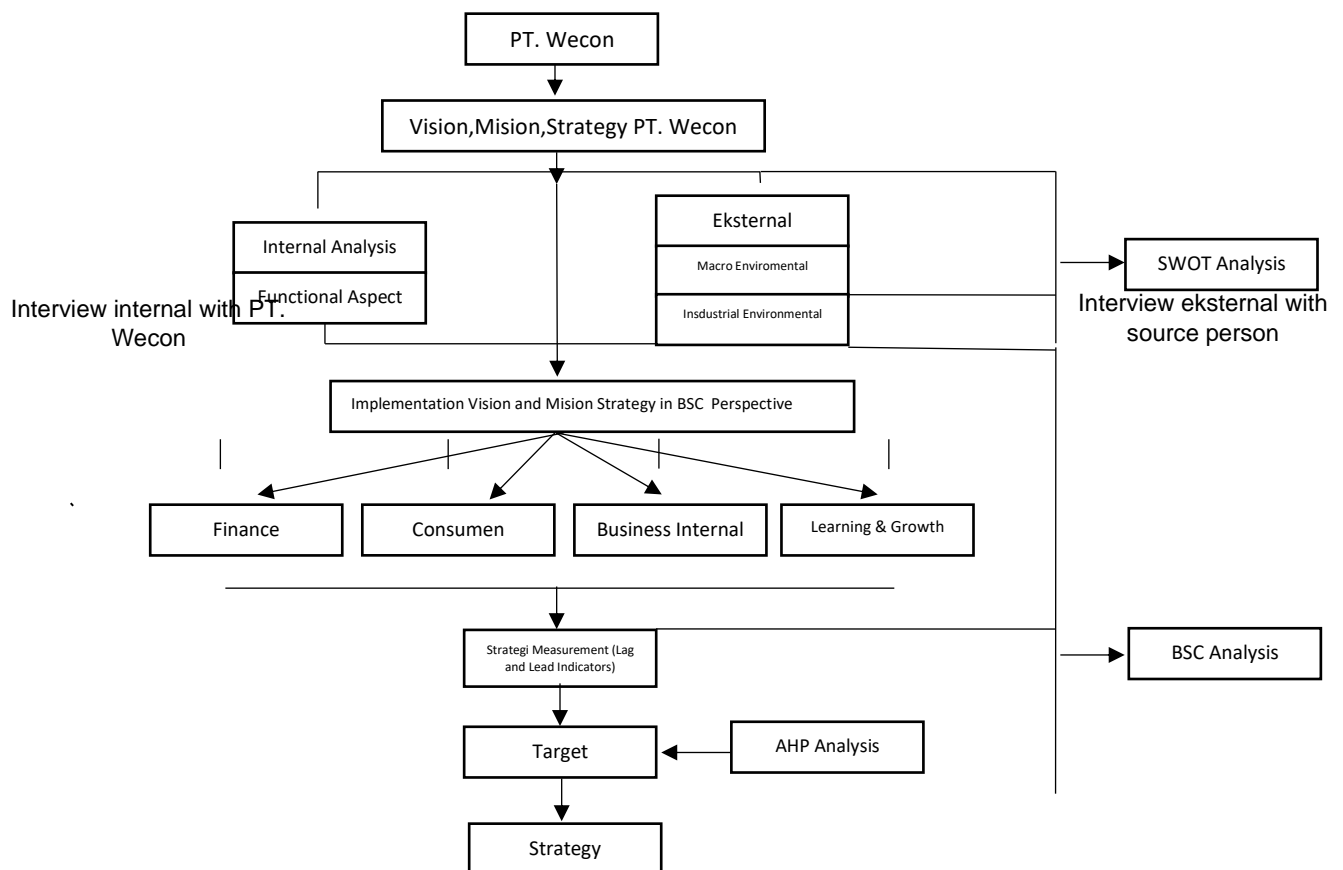 PT. Wecon
Vision,Mision,Strategy PT. Wecon
Internal Analysis
Functional Aspect
Eksternal
Macro Enviromental
Insdustrial Environmental
SWOT Analysis
Interview internal with PT.
Wecon
Interview eksternal with
source person
Implementation Vision and Mision Strategy in BSC Perspective
Finance
Consumen
Business Internal
Learning & Growth
Strategi Measurement (Lag
and Lead Indicators)
BSC Analysis
Target
AHP Analysis
Strategy